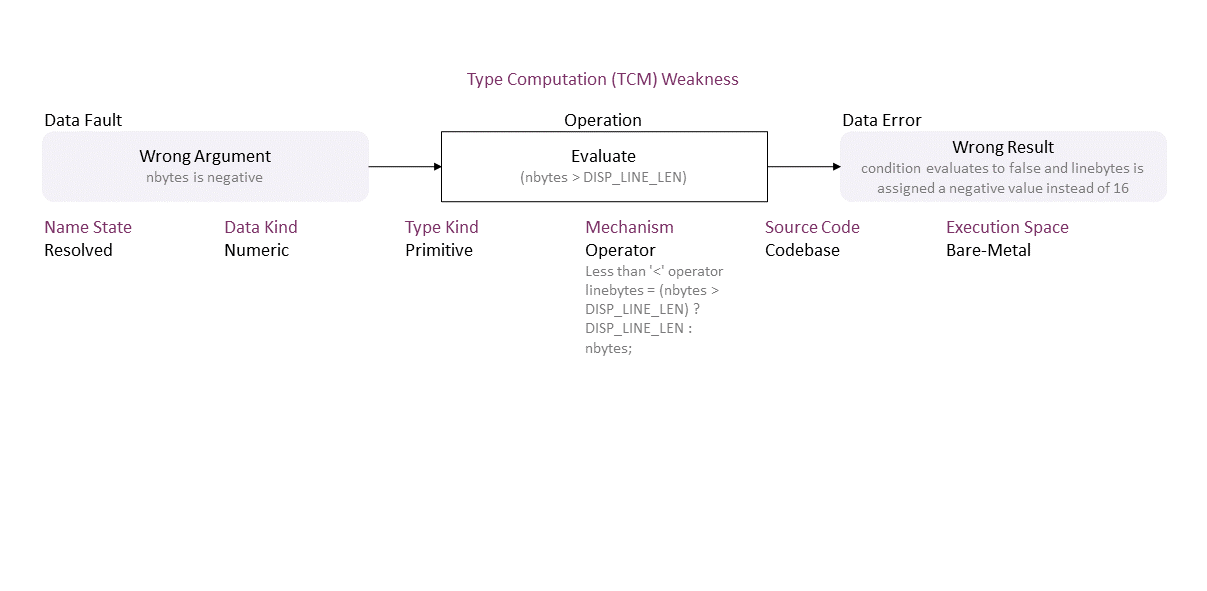 Type Computation (TCM) Weakness
Data Fault
Operation
Data Error
Wrong Argument
nbytes is negative
Evaluate
(nbytes > DISP_LINE_LEN)
Wrong Result
condition evaluates to false and linebytes is
assigned a negative value instead of 16
Name State
Resolved
Data Kind
Numeric
Type Kind
Primitive
Mechanism
Operator
Less than '<' operator
linebytes = (nbytes >
DISP_LINE_LEN) ?
DISP_LINE_LEN :
nbytes;
Source Code
Codebase
Execution Space
Bare-Metal